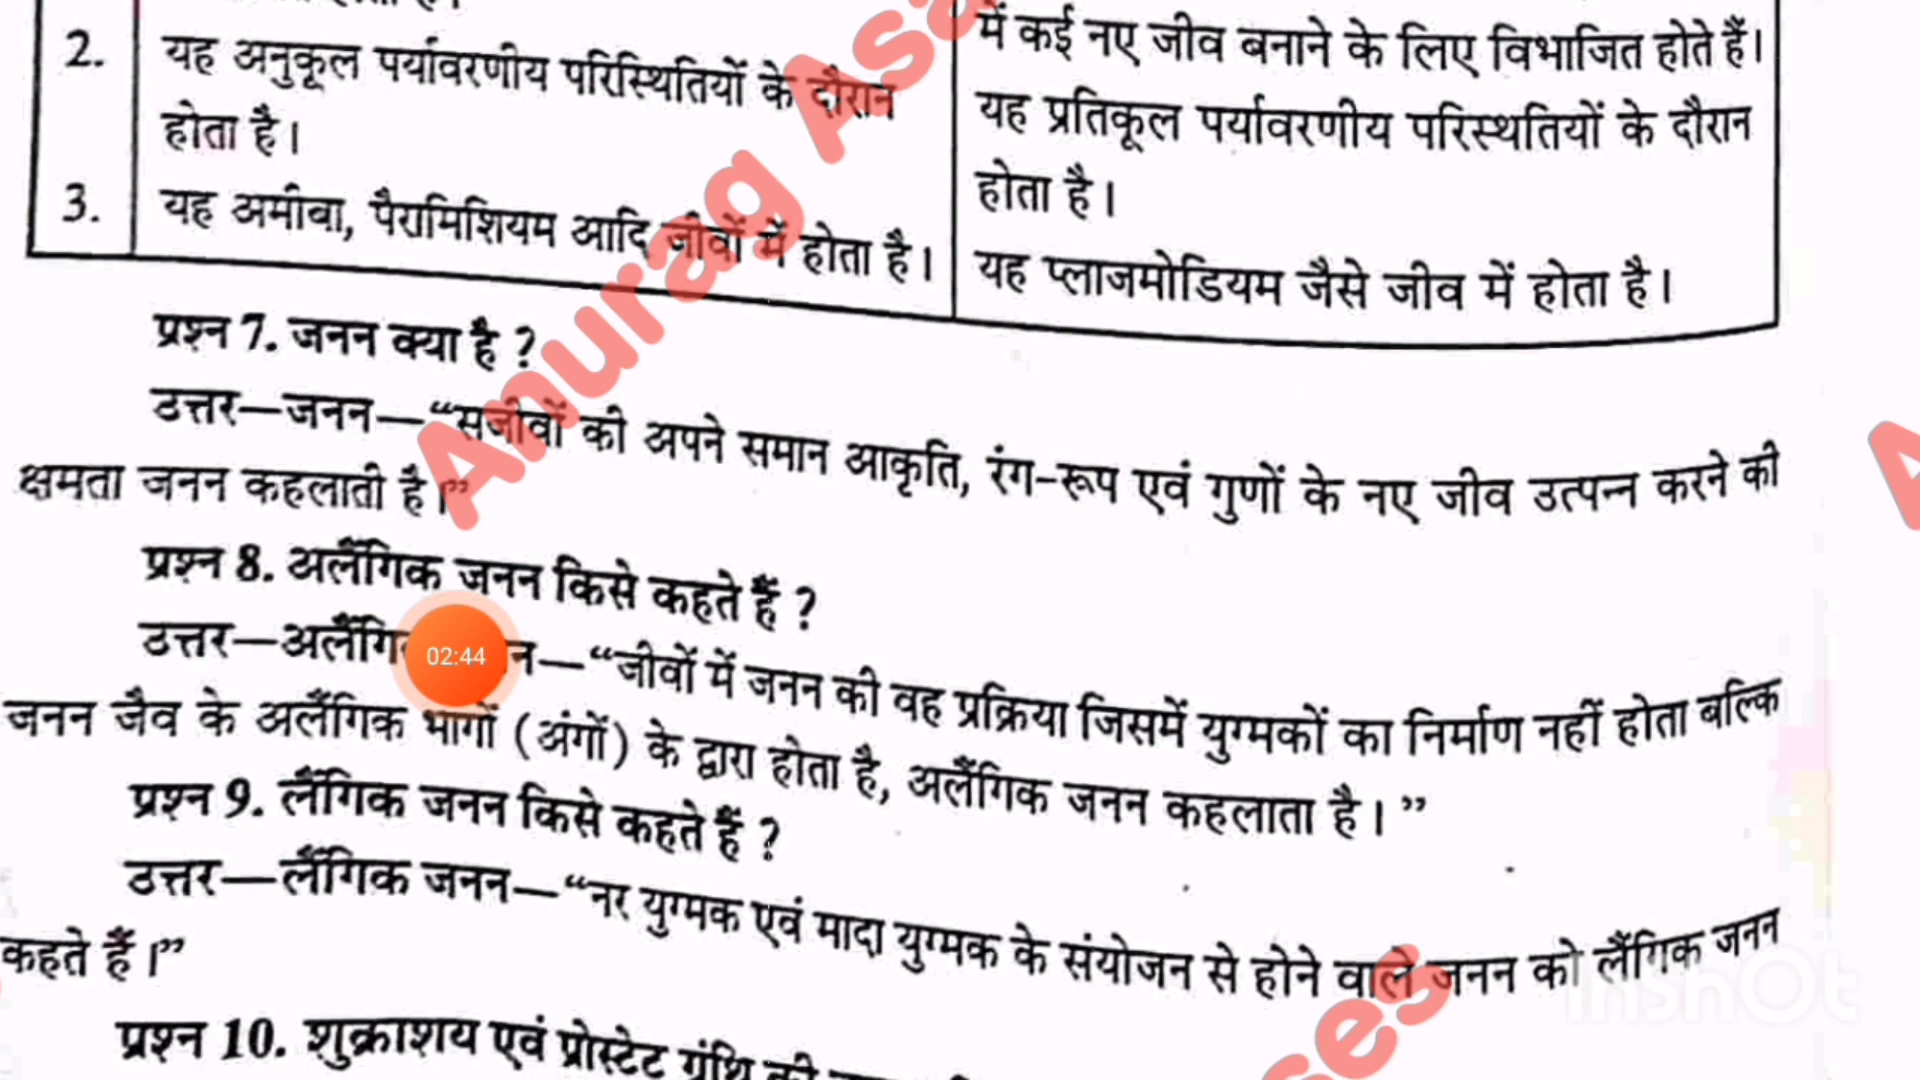 2. यह अनुकूल पर्यावरणीय परिस्थितियों के दौरान
होता है।
3. यह अमीबा, पैरामिशियम आदि जीवों में होता है।
में कई नए जीव बनाने के लिए विभाजित होते हैं।
यह प्रतिकूल पर्यावरणीय परिस्थतियों के दौरान
होता है।
यह प्लाजमोडियम जैसे जीव में होता है।
प्रश्न 7. जनन क्या है ?
उत्तर—जनन—“सजीवों की अपने समान आकृति, रंग-रूप एवं गुणों के नए जीव उत्पन्न करने की
क्षमता जनन कहलाती है।”
प्रश्न 8. अलैंगिक जनन किसे कहते हैं ?
उत्तर—अलैंगि न—“जीवों में जनन की वह प्रक्रिया जिसमें युग्मकों का निर्माण नहीं होता बल्कि
जनन जैव के अलैंगिक भागों (अंगों) के द्वारा होता है, अलैंगिक जनन कहलाता है।”
प्रश्न 9. लैंगिक जनन किसे कहते हैं ?
उत्तर—लैंगिक जनन—“नर युग्मक एवं मादा युग्मक के संयोजन से होने वाले जनन को लैंगिक जनन
कहते हैं।”
प्रश्न 10. शुक्राशय एवं प्रोस्टेट ग्रंथि की
02:44
Anurag Asa
es
A
InShOt